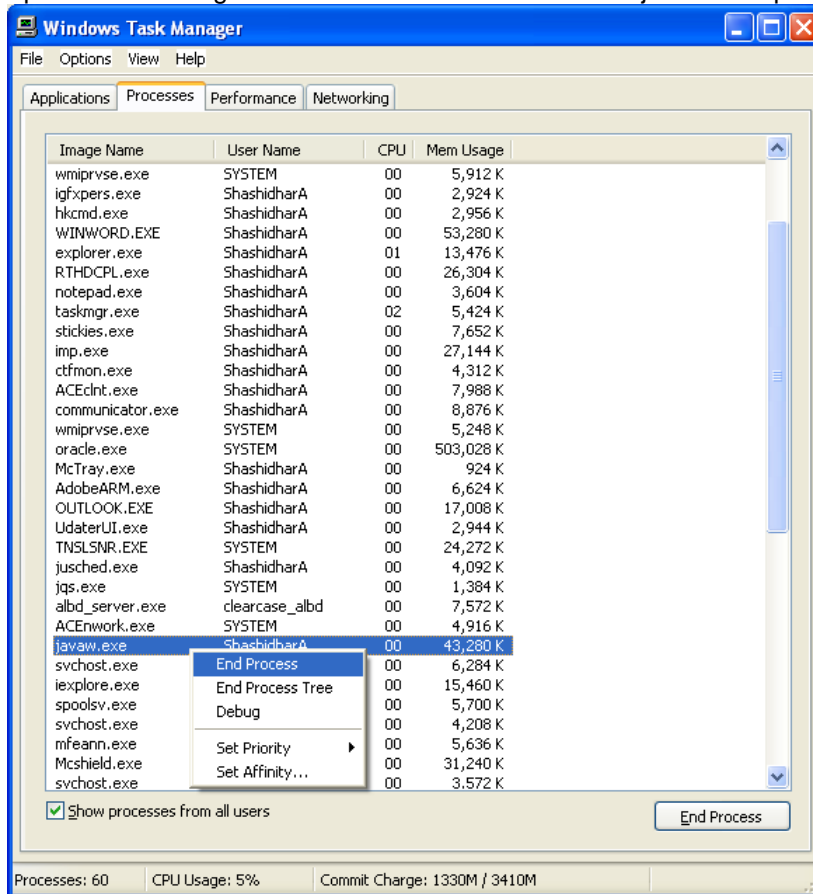 Windows Task Manager
File Options View Help
Applications Processes Performance Networking
Image Name User Name CPU Mem Usage
wmiprvse.exe SYSTEM 00 5,912 K
igfxpers.exe ShashidharA 00 2,924 K
hkcmd.exe ShashidharA 00 2,956 K
WINWORD.EXE ShashidharA 00 53,280 K
explorer.exe ShashidharA 01 13,476 K
RTHDCPL.exe ShashidharA 00 26,304 K
notepad.exe ShashidharA 00 3,604 K
taskmgr.exe ShashidharA 02 5,424 K
stickies.exe ShashidharA 00 7,652 K
imp.exe ShashidharA 00 27,144 K
ctfmon.exe ShashidharA 00 4,312 K
ACEclnt.exe ShashidharA 00 7,988 K
communicator.exe ShashidharA 00 8,876 K
wmiprvse.exe SYSTEM 00 5,248 K
oracle.exe SYSTEM 00 503,028 K
McTray.exe ShashidharA 00 924 K
AdobeARM.exe ShashidharA 00 6,624 K
OUTLOOK.EXE ShashidharA 00 17,008 K
UdaterUI.exe ShashidharA 00 2,944 K
TNSLSNR.EXE SYSTEM 00 24,272 K
jusched.exe ShashidharA 00 4,092 K
jqs.exe SYSTEM 00 1,384 K
albd_server.exe clearcase_albd 00 7,572 K
ACEnwork.exe SYSTEM 00 4,916 K
javaw.exe ShashidharA 00 43,280 K
svchost.exe End Process 00 6,284 K
iexplore.exe End Process Tree 00 15,460 K
spoolsv.exe Debug 00 5,700 K
svchost.exe 00 4,208 K
mfeann.exe Set Priority 00 5,636 K
Mcshield.exe Set Affinity... 00 31,240 K
svchost.exe 00 3,572 K
Show processes from all users End Process
Processes: 60 CPU Usage: 5% Commit Charge: 1330M / 3410M